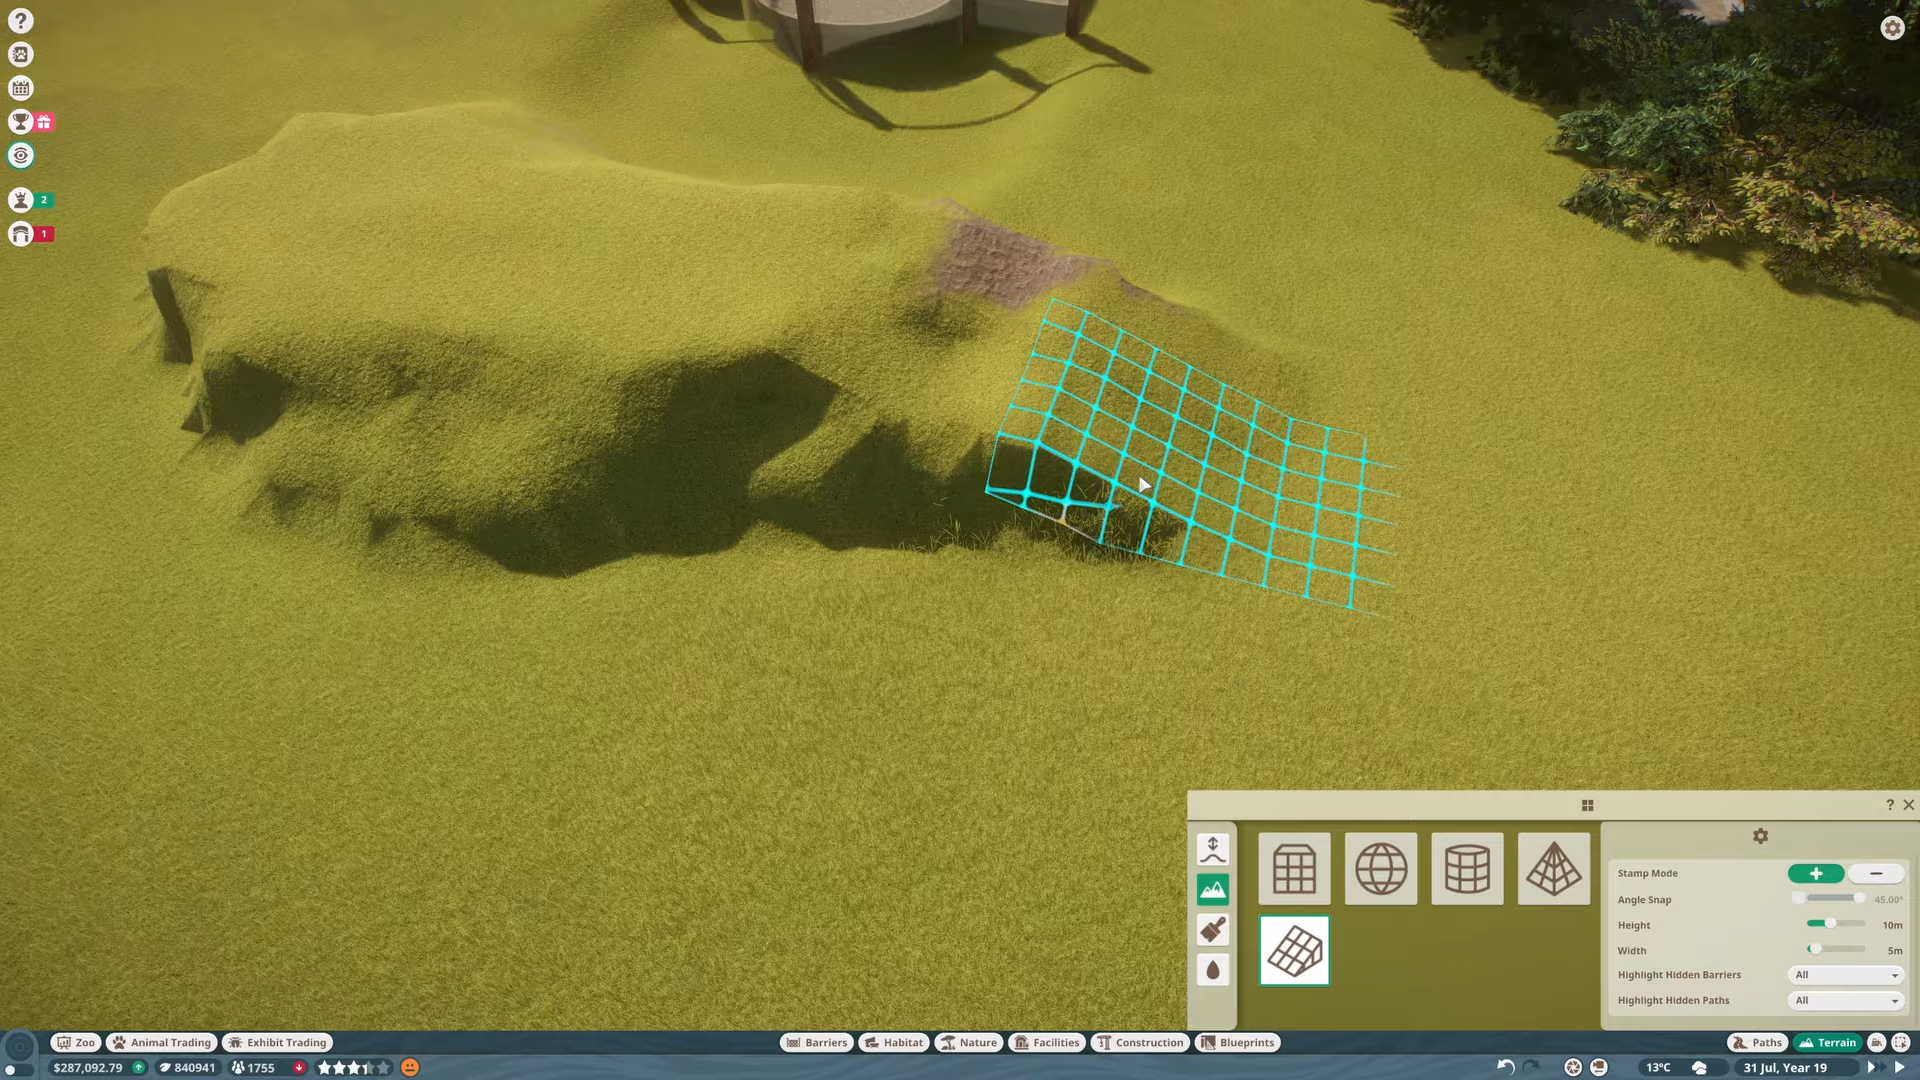 ?
2
1
? ×
Stamp Mode + −
Angle Snap 45.00°
Height 10m
Width 5m
Highlight Hidden Barriers All
Highlight Hidden Paths All
Zoo Animal Trading Exhibit Trading Barriers Habitat Nature Facilities Construction Blueprints Paths Terrain
$287,092.79 840941 1755 13°C 31 Jul, Year 19